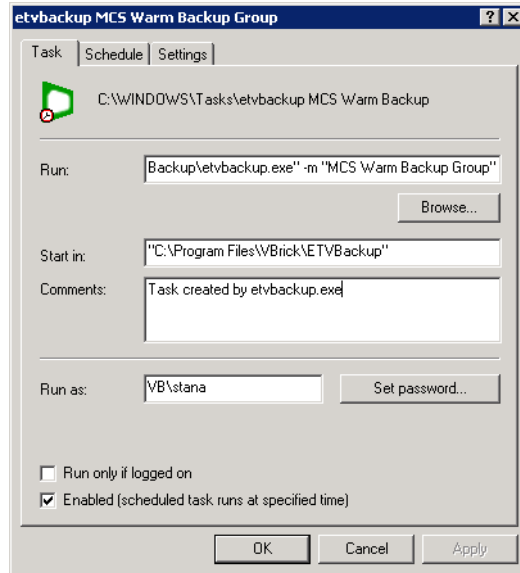 etvbackup MCS Warm Backup Group
Task Schedule Settings
C:\WINDOWS\Tasks\etvbackup MCS Warm Backup
Run: Backup\etvbackup.exe" -m "MCS Warm Backup Group"
Browse...
Start in: "C:\Program Files\VBrick\ETVBackup"
Comments: Task created by etvbackup.exe
Run as: VB\stana Set password...
Run only if logged on
Enabled (scheduled task runs at specified time)
OK Cancel Apply